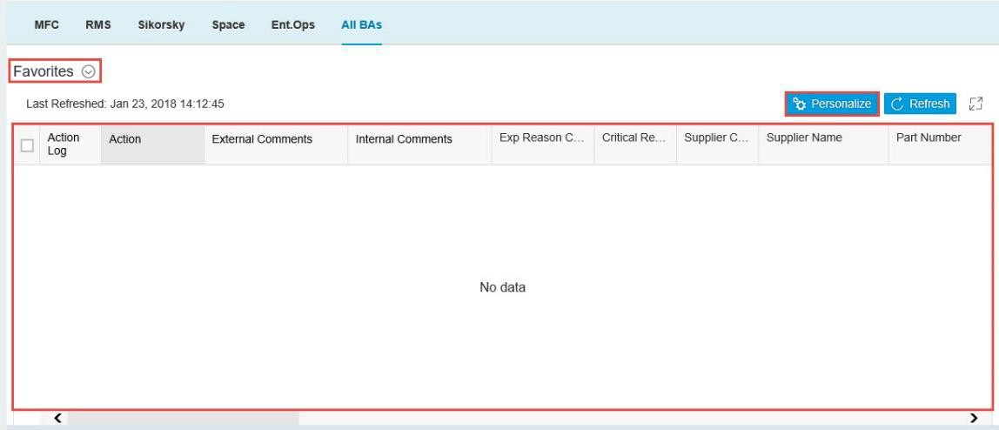 MFC RMS Sikorsky Space Ent.Ops All BAs
Favorites
Last Refreshed: Jan 23, 2018 14:12:45 Personalize Refresh
Action Log Action External Comments Internal Comments Exp Reason C... Critical Re... Supplier C... Supplier Name Part Number
No data